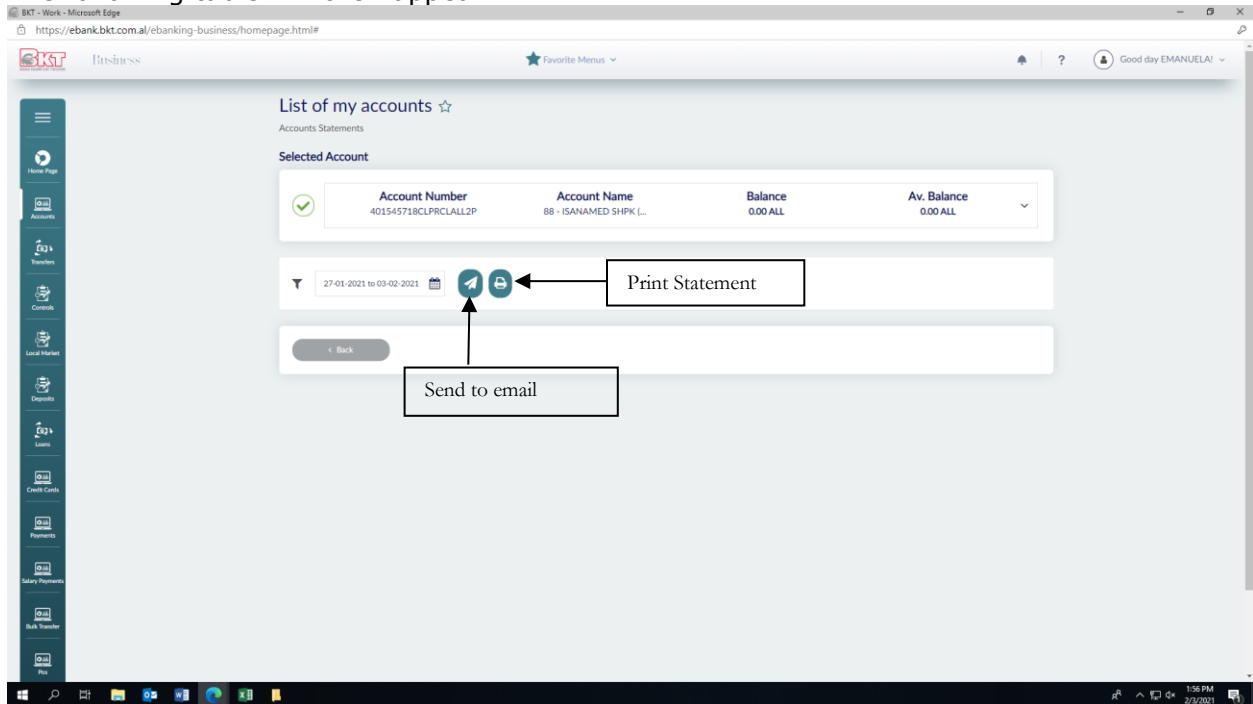 BKT - Work - Microsoft Edge
https://ebank.bkt.com.al/ebanking-business/homepage.html#
BKT
Business
Favorite Menus
?
Good day EMANUELA!
List of my accounts
Accounts Statements
Selected Account
Account Number Account Name Balance Av. Balance
401545718CLPRCLALL2P 88 - ISANAMED SHPK (... 0.00 ALL 0.00 ALL
27-01-2021 to 03-02-2021
Print Statement
< Back
Send to email
Home Page
Accounts
Transfers
Controls
Local Market
Deposits
Loans
Credit Cards
Payments
Salary Payments
Bulk Transfer
Pos
1:56 PM
2/3/2021